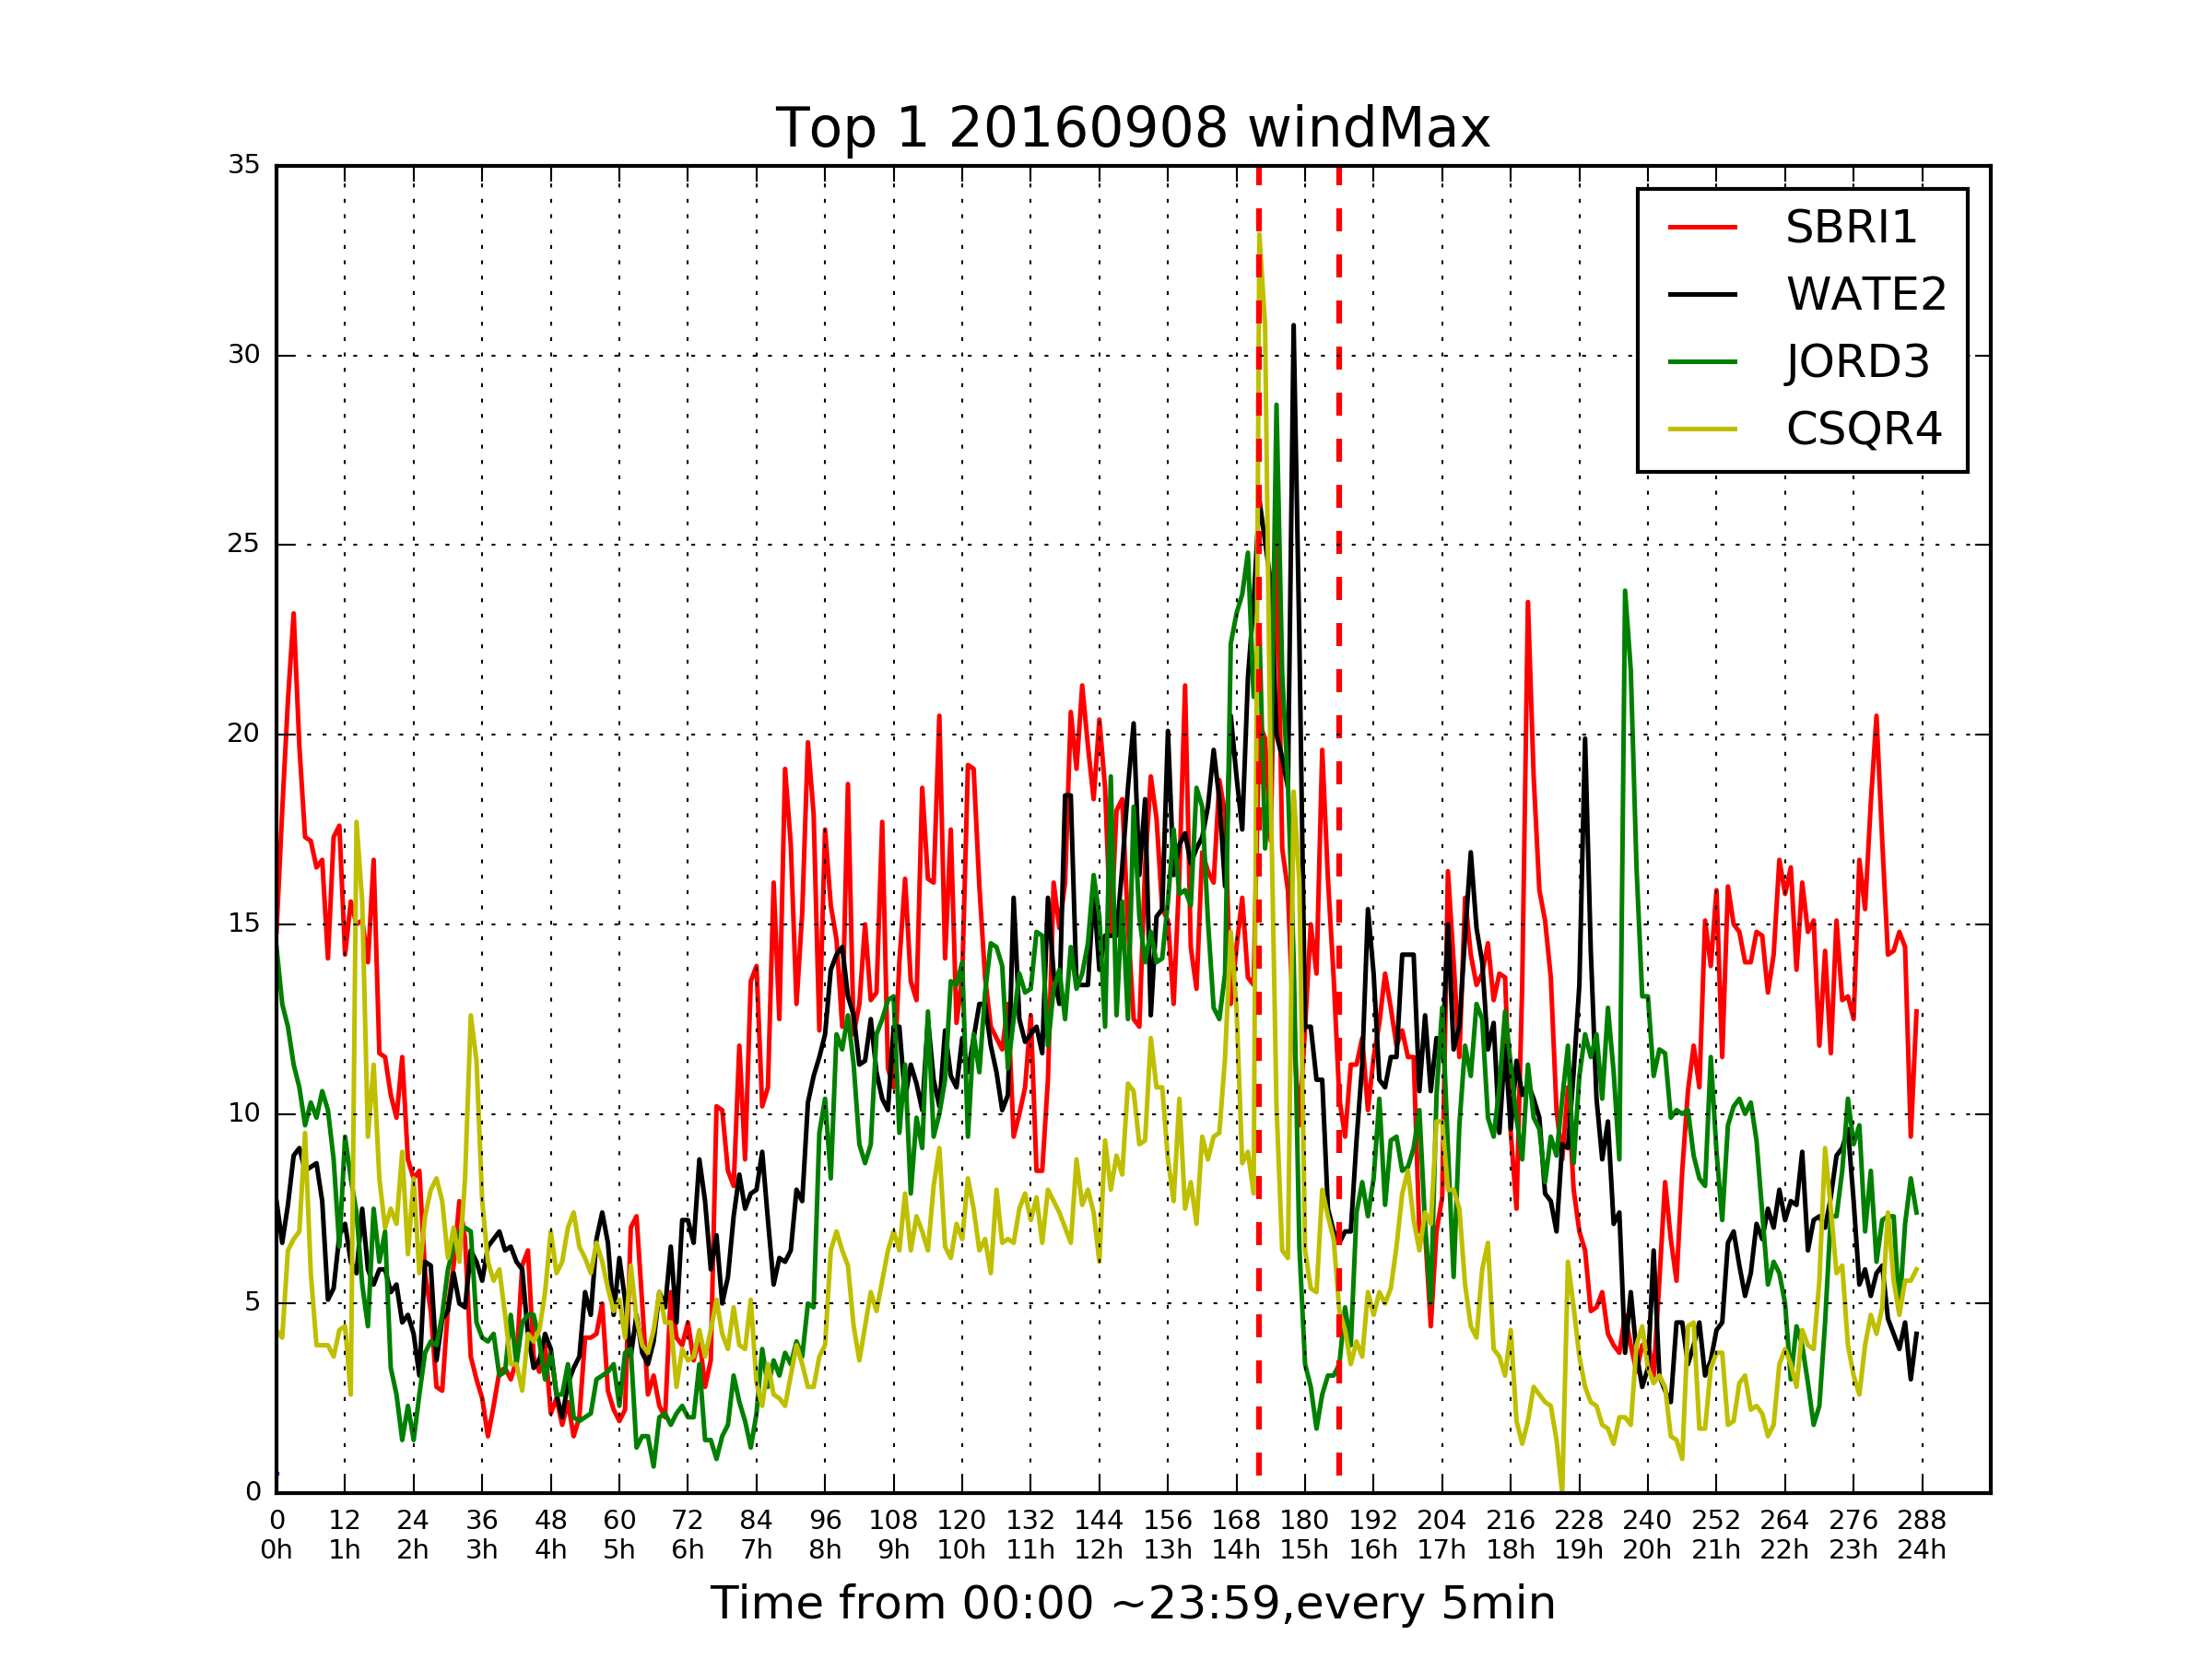 Top 1 20160908 windMax
35
30
25
20
15
10
5
0
SBRI1
WATE2
JORD3
CSQR4
0 12 24 36 48 60 72 84 96 108 120 132 144 156 168 180 192 204 216 228 240 252 264 276 288
0h 1h 2h 3h 4h 5h 6h 7h 8h 9h 10h 11h 12h 13h 14h 15h 16h 17h 18h 19h 20h 21h 22h 23h 24h
Time from 00:00 ~23:59,every 5min